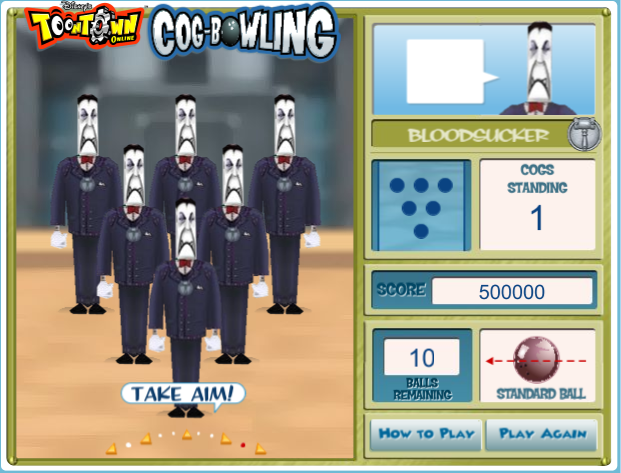 Disney's
TOONTOWN
ONLINE
COG-BOWLING
BLOODSUCKER
COGS
STANDING
1
SCORE 500000
10
BALLS
REMAINING
STANDARD BALL
TAKE AIM!
HOW TO PLAY
PLAY AGAIN